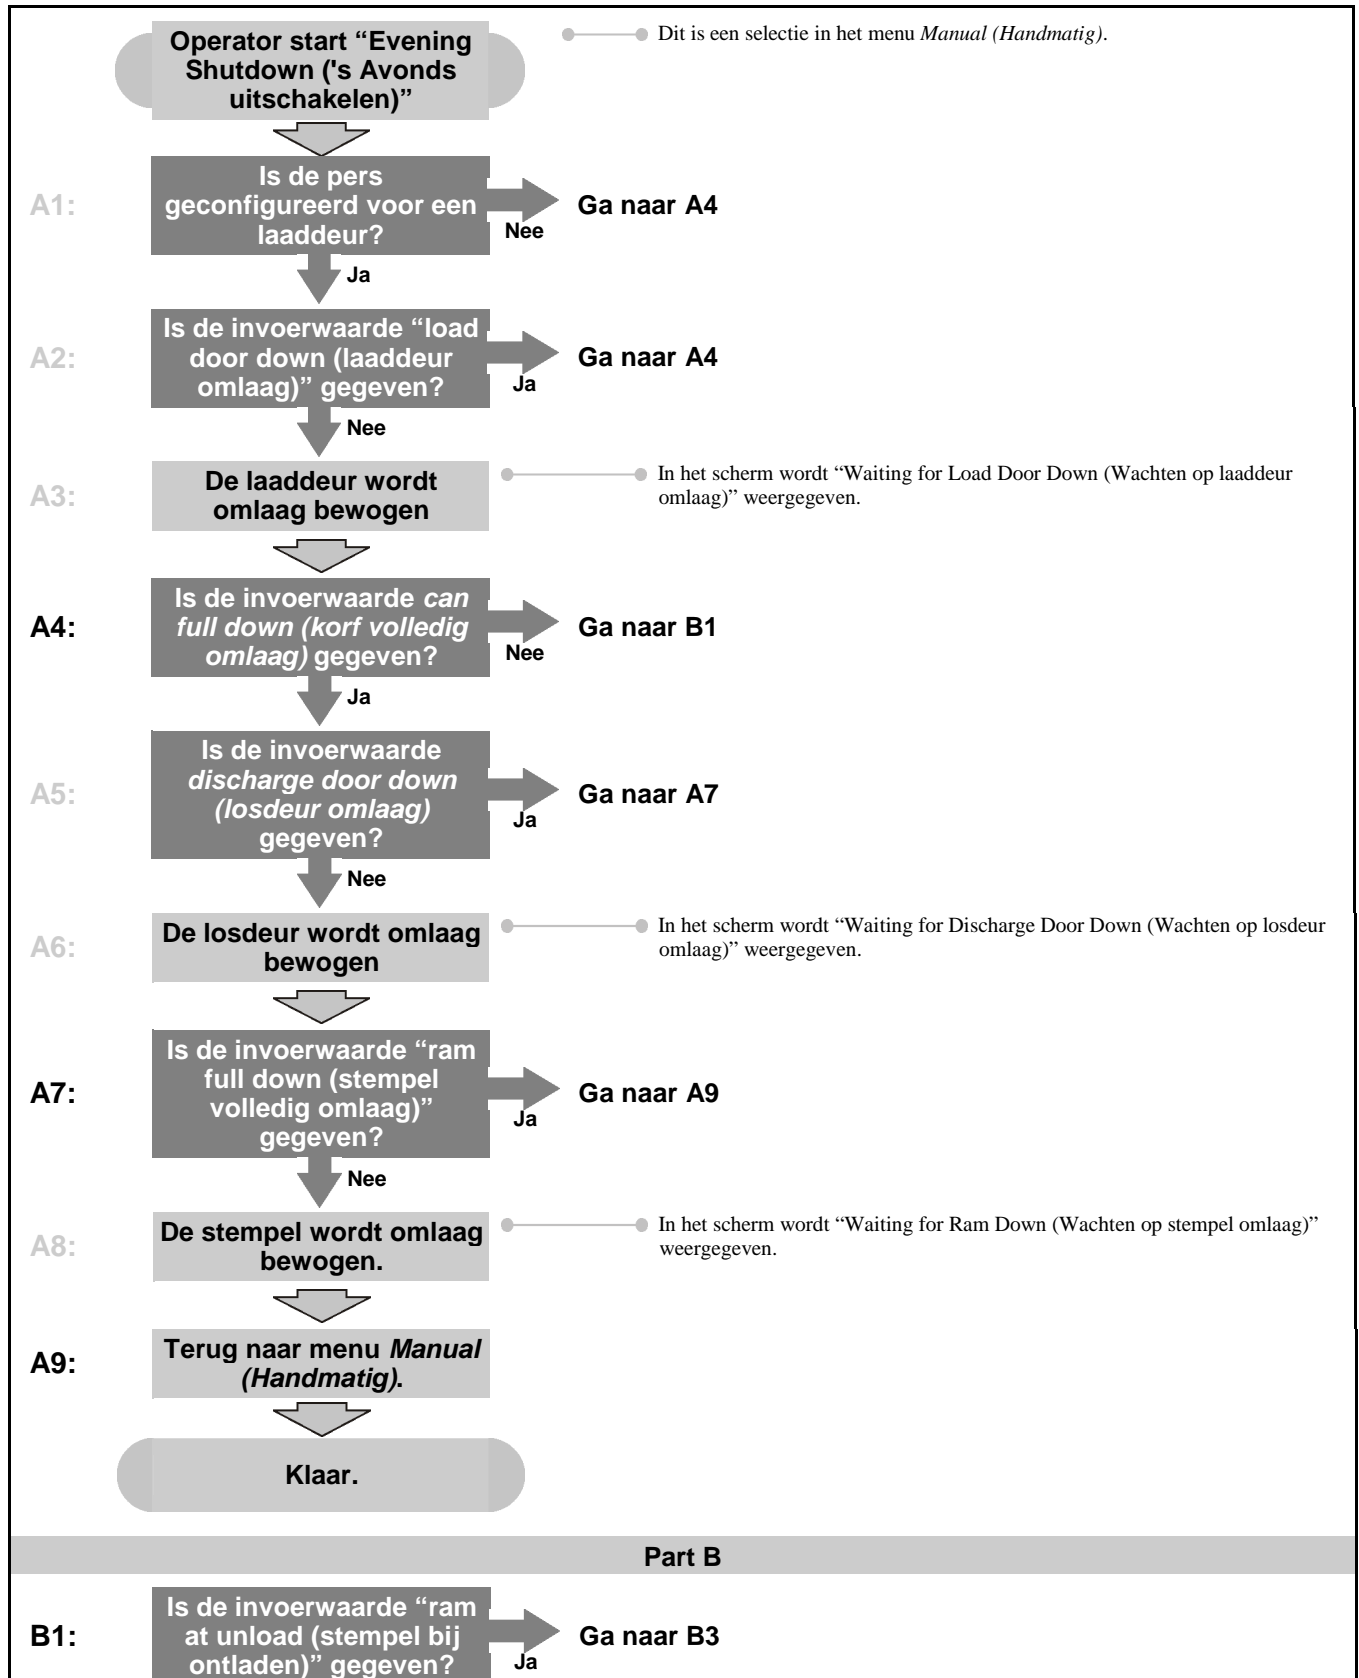 Operator start “Evening
Shutdown ('s Avonds
uitschakelen)”
Dit is een selectie in het menu Manual (Handmatig).
A1:
Is de pers
geconfigureerd voor een
laaddeur?
Nee
Ga naar A4
Ja
A2:
Is de invoerwaarde “load
door down (laaddeur
omlaag)” gegeven?
Ja
Ga naar A4
Nee
A3:
De laaddeur wordt
omlaag bewogen
In het scherm wordt “Waiting for Load Door Down (Wachten op laaddeur
omlaag)” weergegeven.
A4:
Is de invoerwaarde can
full down (korf volledig
omlaag) gegeven?
Nee
Ga naar B1
Ja
A5:
Is de invoerwaarde
discharge door down
(losdeur omlaag)
gegeven?
Ja
Ga naar A7
Nee
A6:
De losdeur wordt omlaag
bewogen
In het scherm wordt “Waiting for Discharge Door Down (Wachten op losdeur
omlaag)” weergegeven.
A7:
Is de invoerwaarde “ram
full down (stempel
volledig omlaag)”
gegeven?
Ja
Ga naar A9
Nee
A8:
De stempel wordt omlaag
bewogen.
In het scherm wordt “Waiting for Ram Down (Wachten op stempel omlaag)”
weergegeven.
A9:
Terug naar menu Manual
(Handmatig).
Klaar.
Part B
B1:
Is de invoerwaarde “ram
at unload (stempel bij
ontladen)” gegeven?
Ja
Ga naar B3